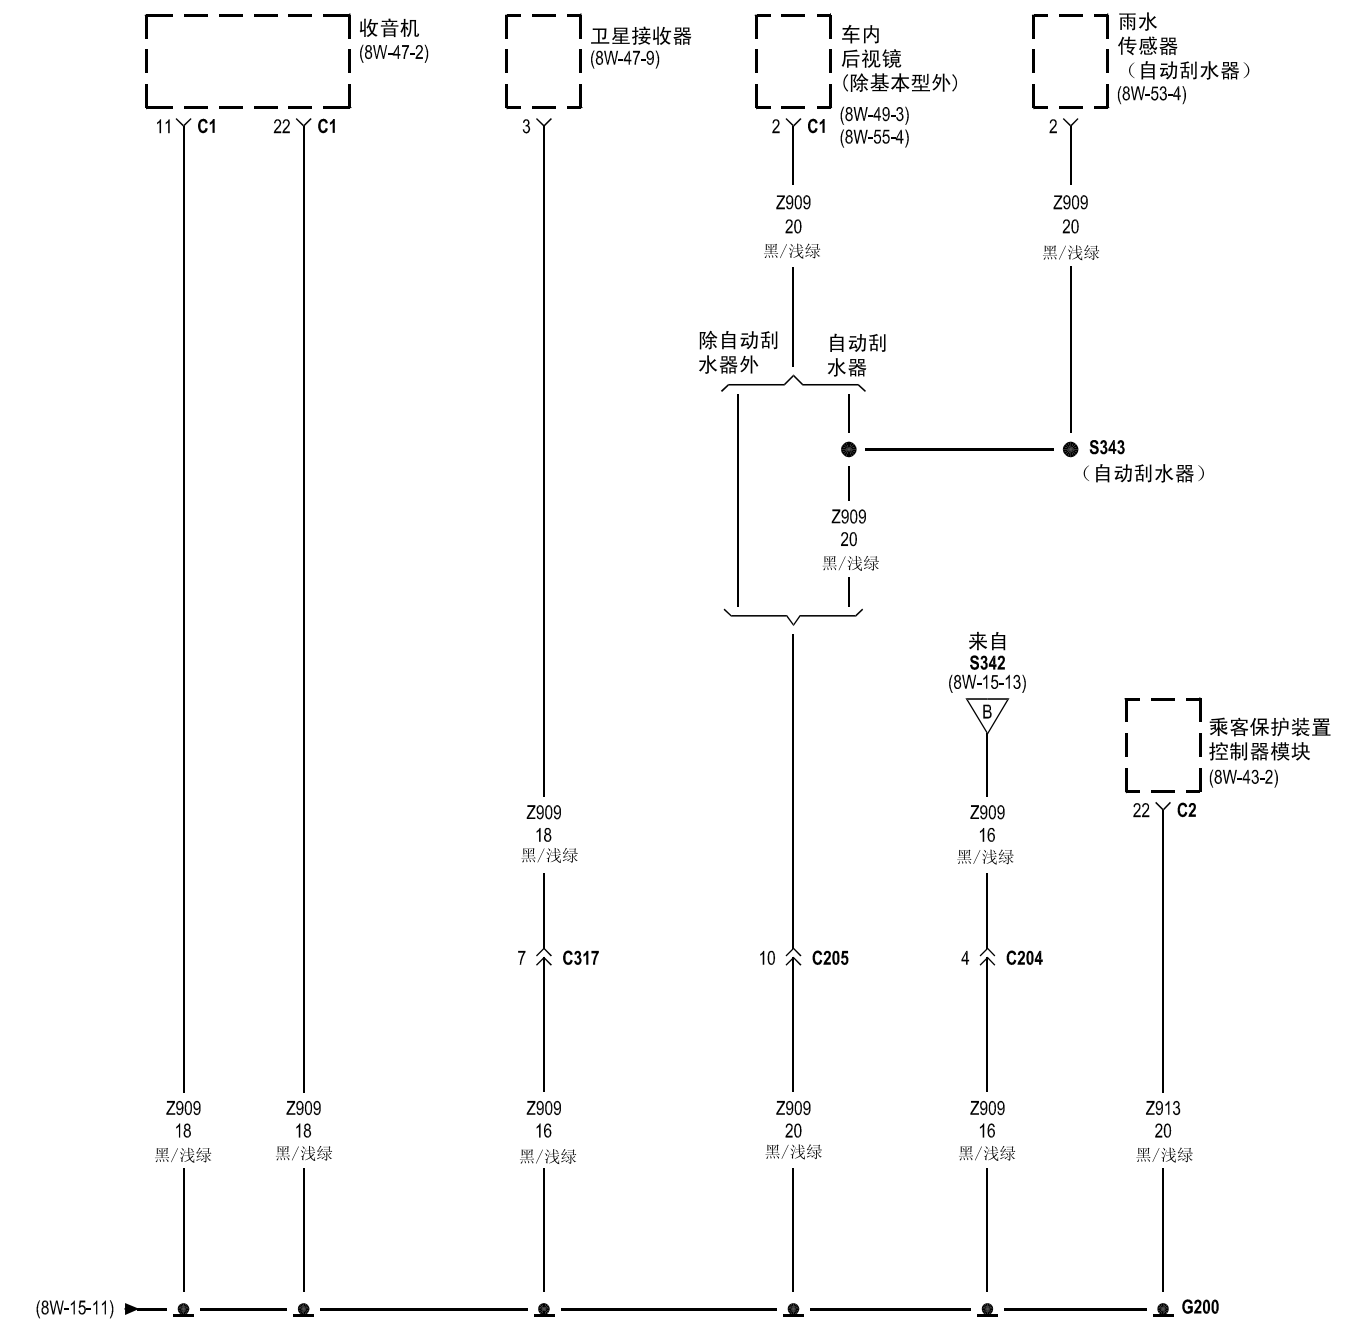 收音机
(8W-47-2)
11
C1
22
C1
卫星接收器
(8W-47-9)
3
车内
后视镜
(除基本型外)
(8W-49-3)
(8W-55-4)
2
C1
雨水
传感器
（自动刮水器）
(8W-53-4)
2
Z909
20
黑/浅绿
Z909
20
黑/浅绿
除自动刮
水器外
自动刮
水器
S343
（自动刮水器）
Z909
20
黑/浅绿
来自
S342
(8W-15-13)
B
乘客保护装置
控制器模块
(8W-43-2)
22
C2
Z909
18
黑/浅绿
Z909
16
黑/浅绿
7
C317
10
C205
4
C204
Z909
18
黑/浅绿
Z909
18
黑/浅绿
Z909
16
黑/浅绿
Z909
20
黑/浅绿
Z909
16
黑/浅绿
Z913
20
黑/浅绿
(8W-15-11)
G200